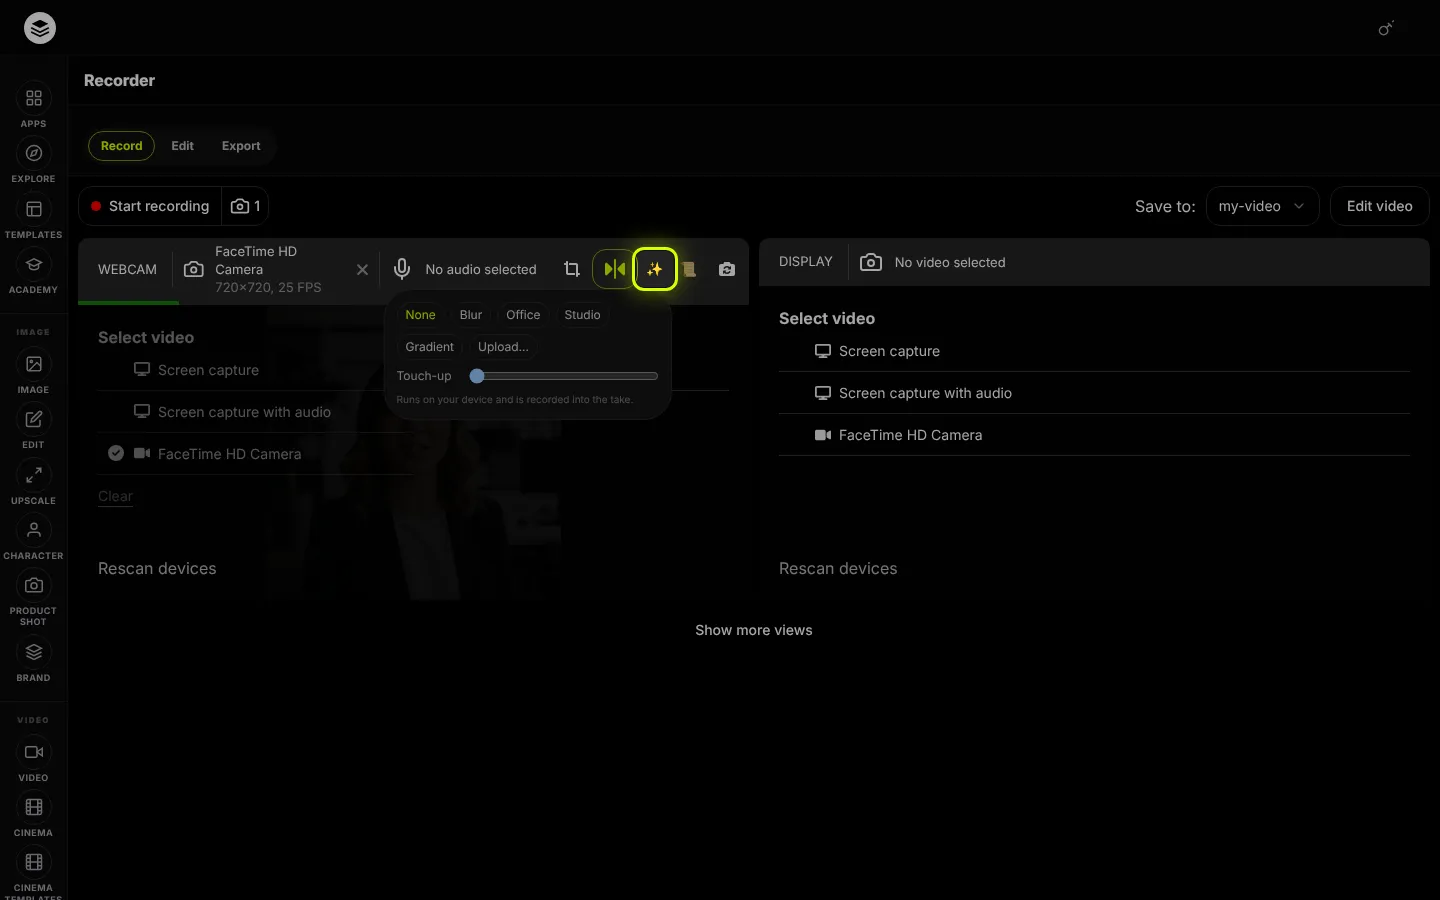 Recorder
APPS
EXPLORE
TEMPLATES
ACADEMY
IMAGE
IMAGE
EDIT
UPSCALE
CHARACTER
PRODUCT
SHOT
BRAND
VIDEO
VIDEO
CINEMA
CINEMA
TEMPLATES
Record
Edit
Export
Start recording
1
Save to:
my-video
Edit video
WEBCAM
FaceTime HD
Camera
720×720, 25 FPS
No audio selected
None
Blur
Office
Studio
Gradient
Upload...
Touch-up
Runs on your device and is recorded into the take.
Select video
Screen capture
Screen capture with audio
FaceTime HD Camera
Clear
Rescan devices
DISPLAY
No video selected
Select video
Screen capture
Screen capture with audio
FaceTime HD Camera
Rescan devices
Show more views